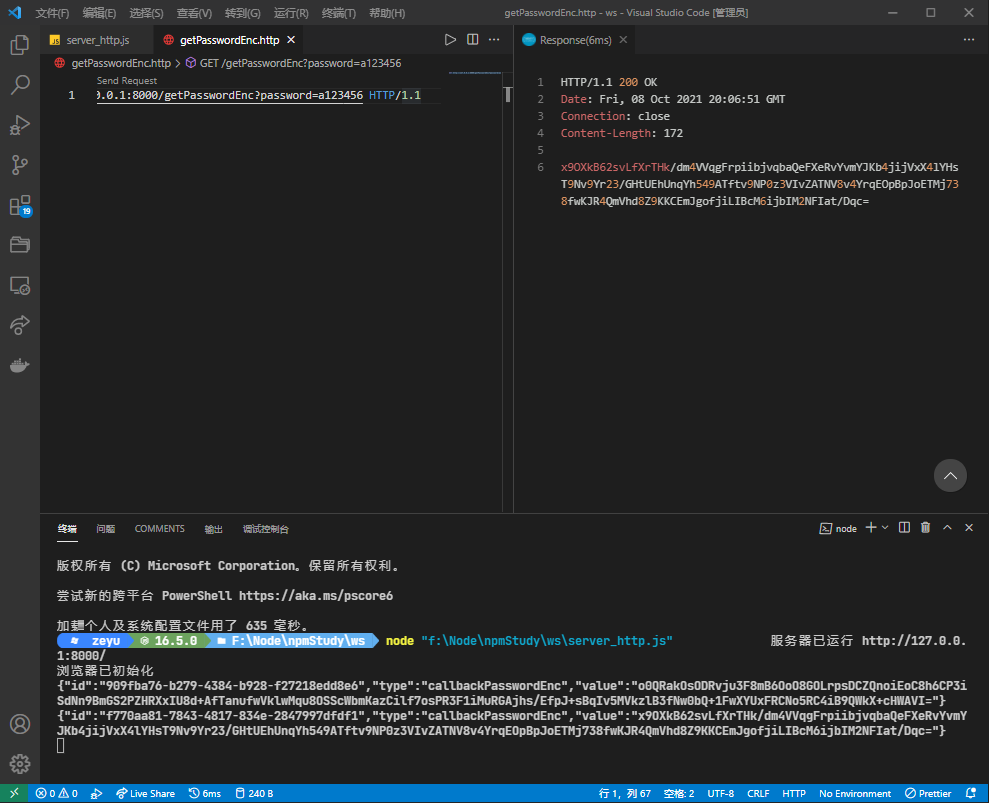 文件(F) 编辑(E) 选择(S) 查看(V) 转到(G) 运行(R) 终端(T) 帮助(H) getPasswordEnc.http - ws - Visual Studio Code [管理员]
server_http.js getPasswordEnc.http Response(6ms)
getPasswordEnc.http > GET /getPasswordEnc?password=a123456
Send Request
1 0.0.1:8000/getPasswordEnc?password=a123456 HTTP/1.1
1 HTTP/1.1 200 OK
2 Date: Fri, 08 Oct 2021 20:06:51 GMT
3 Connection: close
4 Content-Length: 172
5
6 x9OXkB62svLfXrTHk/dm4VVqgFrpiibjvqbaQeFXeRvYvmYJKb4jijVxX4lYHs
T9Nv9Yr23/GHtUEhUnqYh549ATftv9NP0z3VIvZATNV8v4YrqEOpBpJoETMj73
8fwKJR4QmVhd8Z9KKCEmJgofjiLIBcM6ijbIM2NFIat/Dqc=
19
终端 问题 COMMENTS 输出 调试控制台 node
版权所有 (C) Microsoft Corporation。保留所有权利。
尝试新的跨平台 PowerShell https://aka.ms/pscore6
加载个人及系统配置文件用了 635 毫秒。
zeyu 16.5.0 F:\Node\npmStudy\ws node "f:\Node\npmStudy\ws\server_http.js" 服务器已运行 http://127.0.0.
1:8000/
浏览器已初始化
{"id":"909fba76-b279-4384-b928-f27218edd8e6","type":"callbackPasswordEnc","value":"o0QRakOsODRvju3F8mB6OoO8GOLrpsDCZQnoiEoC8h6CP3i
SdNn9BmGS2PZHRXxIU8d+AfTanufwVklwMqu8OSScWbmKazCilf7osPR3F1iMuRGAjhs/EfpJ+sBqIv5MVkzlB3fNw0bQ+1FwXYUxFRCNo5RC4iB9QWkX+cHWAVI="}
{"id":"f770aa81-7843-4817-834e-2847997dfdf1","type":"callbackPasswordEnc","value":"x9OXkB62svLfXrTHk/dm4VVqgFrpiibjvqbaQeFXeRvYvmY
JKb4jijVxX4lYHsT9Nv9Yr23/GHtUEhUnqYh549ATftv9NP0z3VIvZATNV8v4YrqEOpBpJoETMj738fwKJR4QmVhd8Z9KKCEmJgofjiLIBcM6ijbIM2NFIat/Dqc="}
0 0 Live Share 6ms 240 B 行 1，列 67 空格: 2 UTF-8 CRLF HTTP No Environment Prettier